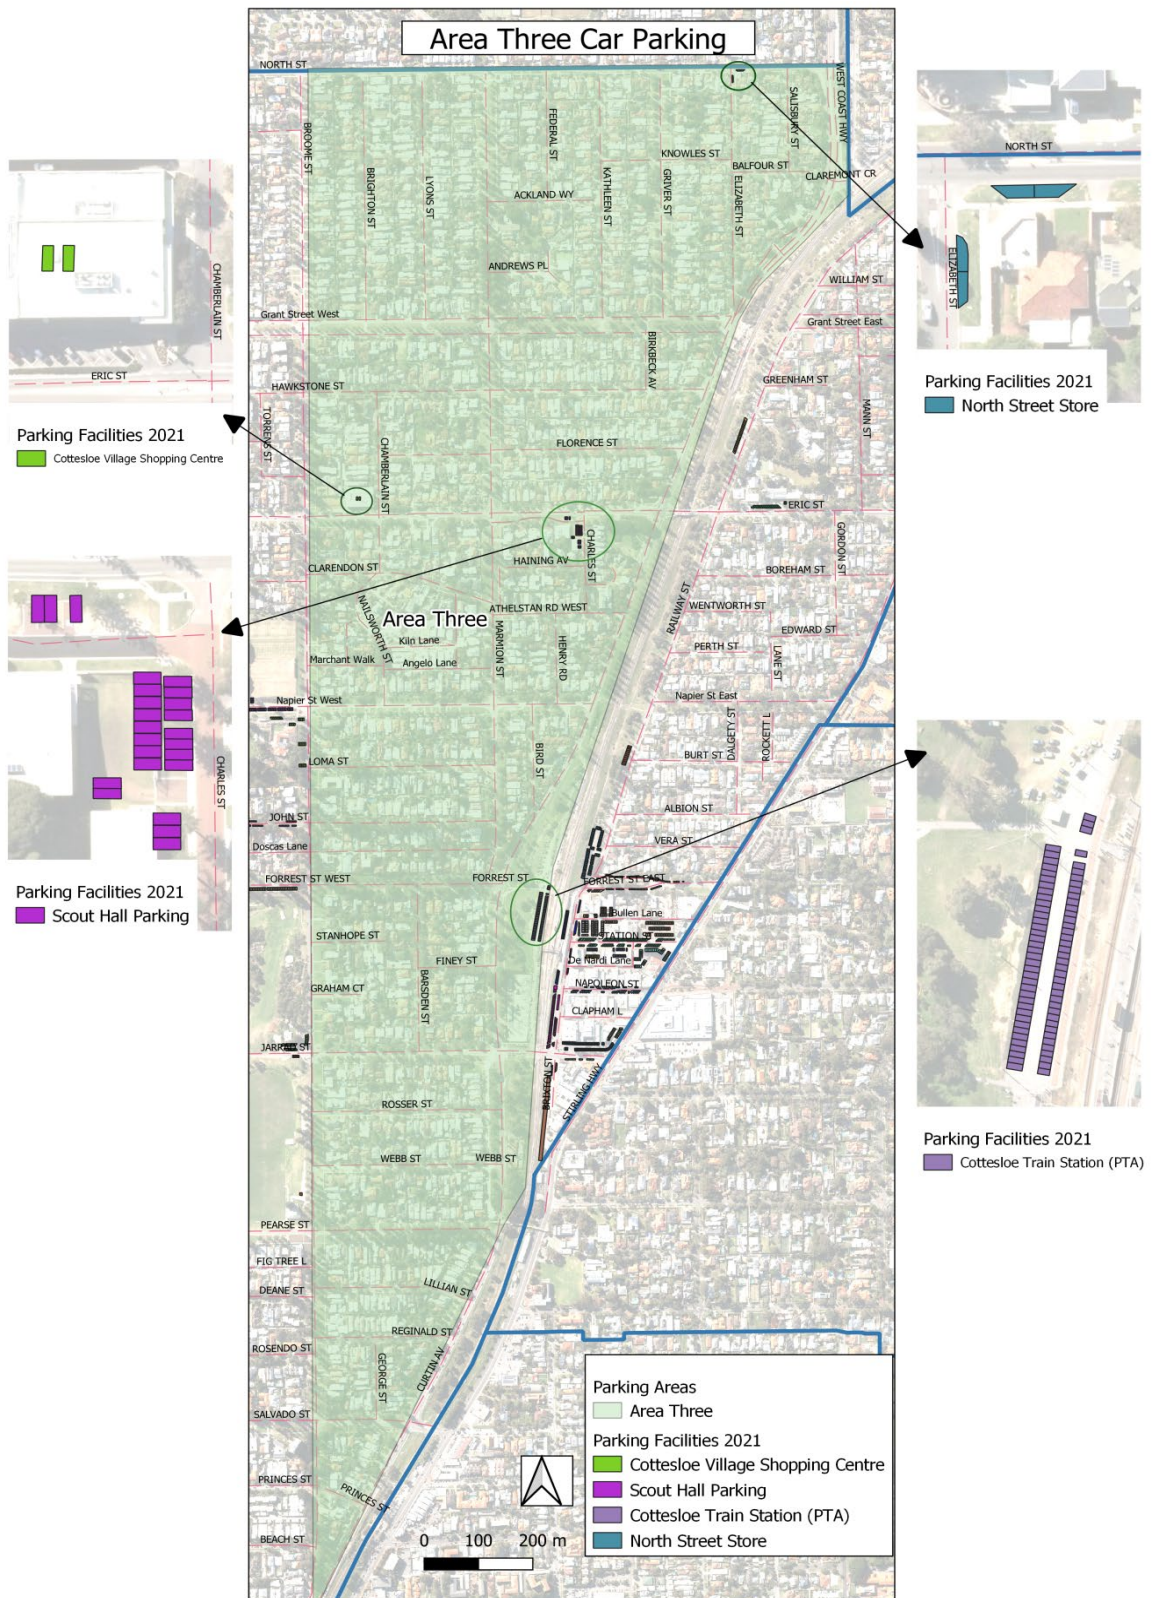 Area Three Car Parking
NORTH ST
BROOME ST
BRIGHTON ST
LYONS ST
FEDERAL ST
ACKLAND WY
KATHLEEN ST
KNOWLES ST
GRIVER ST
BALFOUR ST
ELIZABETH ST
SALISBURY ST
WEST COAST HWY
CLAREMONT CR
ANDREWS PL
WILLIAM ST
Grant Street West
Grant Street East
BIRKBECK AV
HAWKSTONE ST
GREENHAM ST
TORRENS ST
CHAMBERLAIN ST
FLORENCE ST
MANN ST
ERIC ST
CHARLES ST
GORDON ST
HAINING AV
CLARENDON ST
BOREHAM ST
NAILSWORTH ST
ATHELSTAN RD WEST
RAILWAY ST
WENTWORTH ST
Area Three
Kiln Lane
MARMION ST
HENRY RD
EDWARD ST
PERTH ST
LANE ST
Marchant Walk
Angelo Lane
Napier St West
Napier St East
DALGETY ST
ROCKETT L
BIRD ST
LOMA ST
BURT ST
JOHN ST
ALBION ST
Doscas Lane
VERA ST
FORREST ST WEST
FORREST ST
FORREST ST EAST
Bullen Lane
STANHOPE ST
STATION ST
FINEY ST
De Nardi Lane
GRAHAM CT
BARSDEN ST
NAPOLEON ST
CLAPHAM L
JARRAD ST
BRIXTON ST
STIRLING HWY
ROSSER ST
WEBB ST
WEBB ST
PEARSE ST
FIG TREE L
DEANE ST
LILLIAN ST
REGINALD ST
ROSENDO ST
GEORGE ST
CURTIN AV
SALVADO ST
PRINCES ST
PRINCES ST
BEACH ST
0 100 200 m
Parking Areas
Area Three
Parking Facilities 2021
Cottesloe Village Shopping Centre
Scout Hall Parking
Cottesloe Train Station (PTA)
North Street Store
CHAMBERLAIN ST
ERIC ST
Parking Facilities 2021
Cottesloe Village Shopping Centre
CHARLES ST
Parking Facilities 2021
Scout Hall Parking
NORTH ST
ELIZABETH ST
Parking Facilities 2021
North Street Store
Parking Facilities 2021
Cottesloe Train Station (PTA)